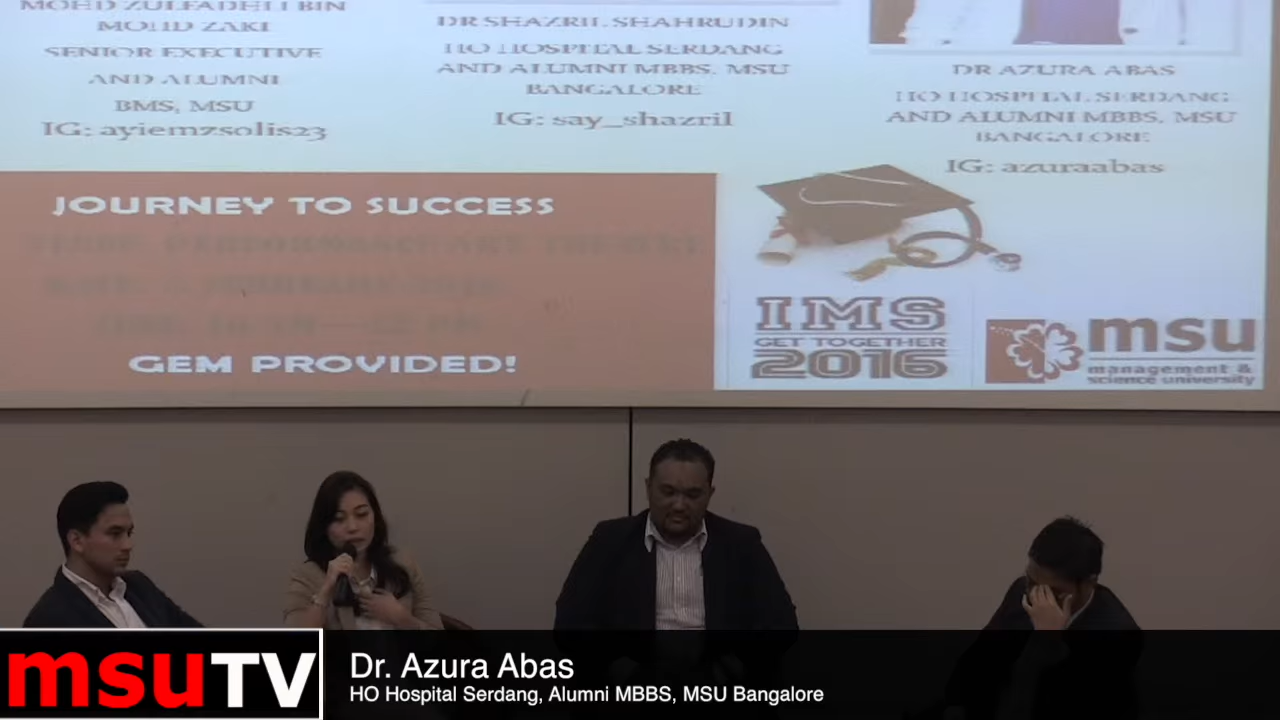 MOHD ZULFADHLI BIN
MOHD ZAKI
SENIOR EXECUTIVE
AND ALUMNI
BMS, MSU
IG: ayiemzsolis23
DR SHAZRIL SHAHRUDIN
HO HOSPITAL SERDANG
AND ALUMNI MBBS, MSU
BANGALORE
IG: say_shazril
DR AZURA ABAS
HO HOSPITAL SERDANG
AND ALUMNI MBBS, MSU
BANGALORE
IG: azuraabas
JOURNEY TO SUCCESS
GEM PROVIDED!
IMS
GET TOGETHER
2016
msu
management &
science university
msuTV
Dr. Azura Abas
HO Hospital Serdang, Alumni MBBS, MSU Bangalore